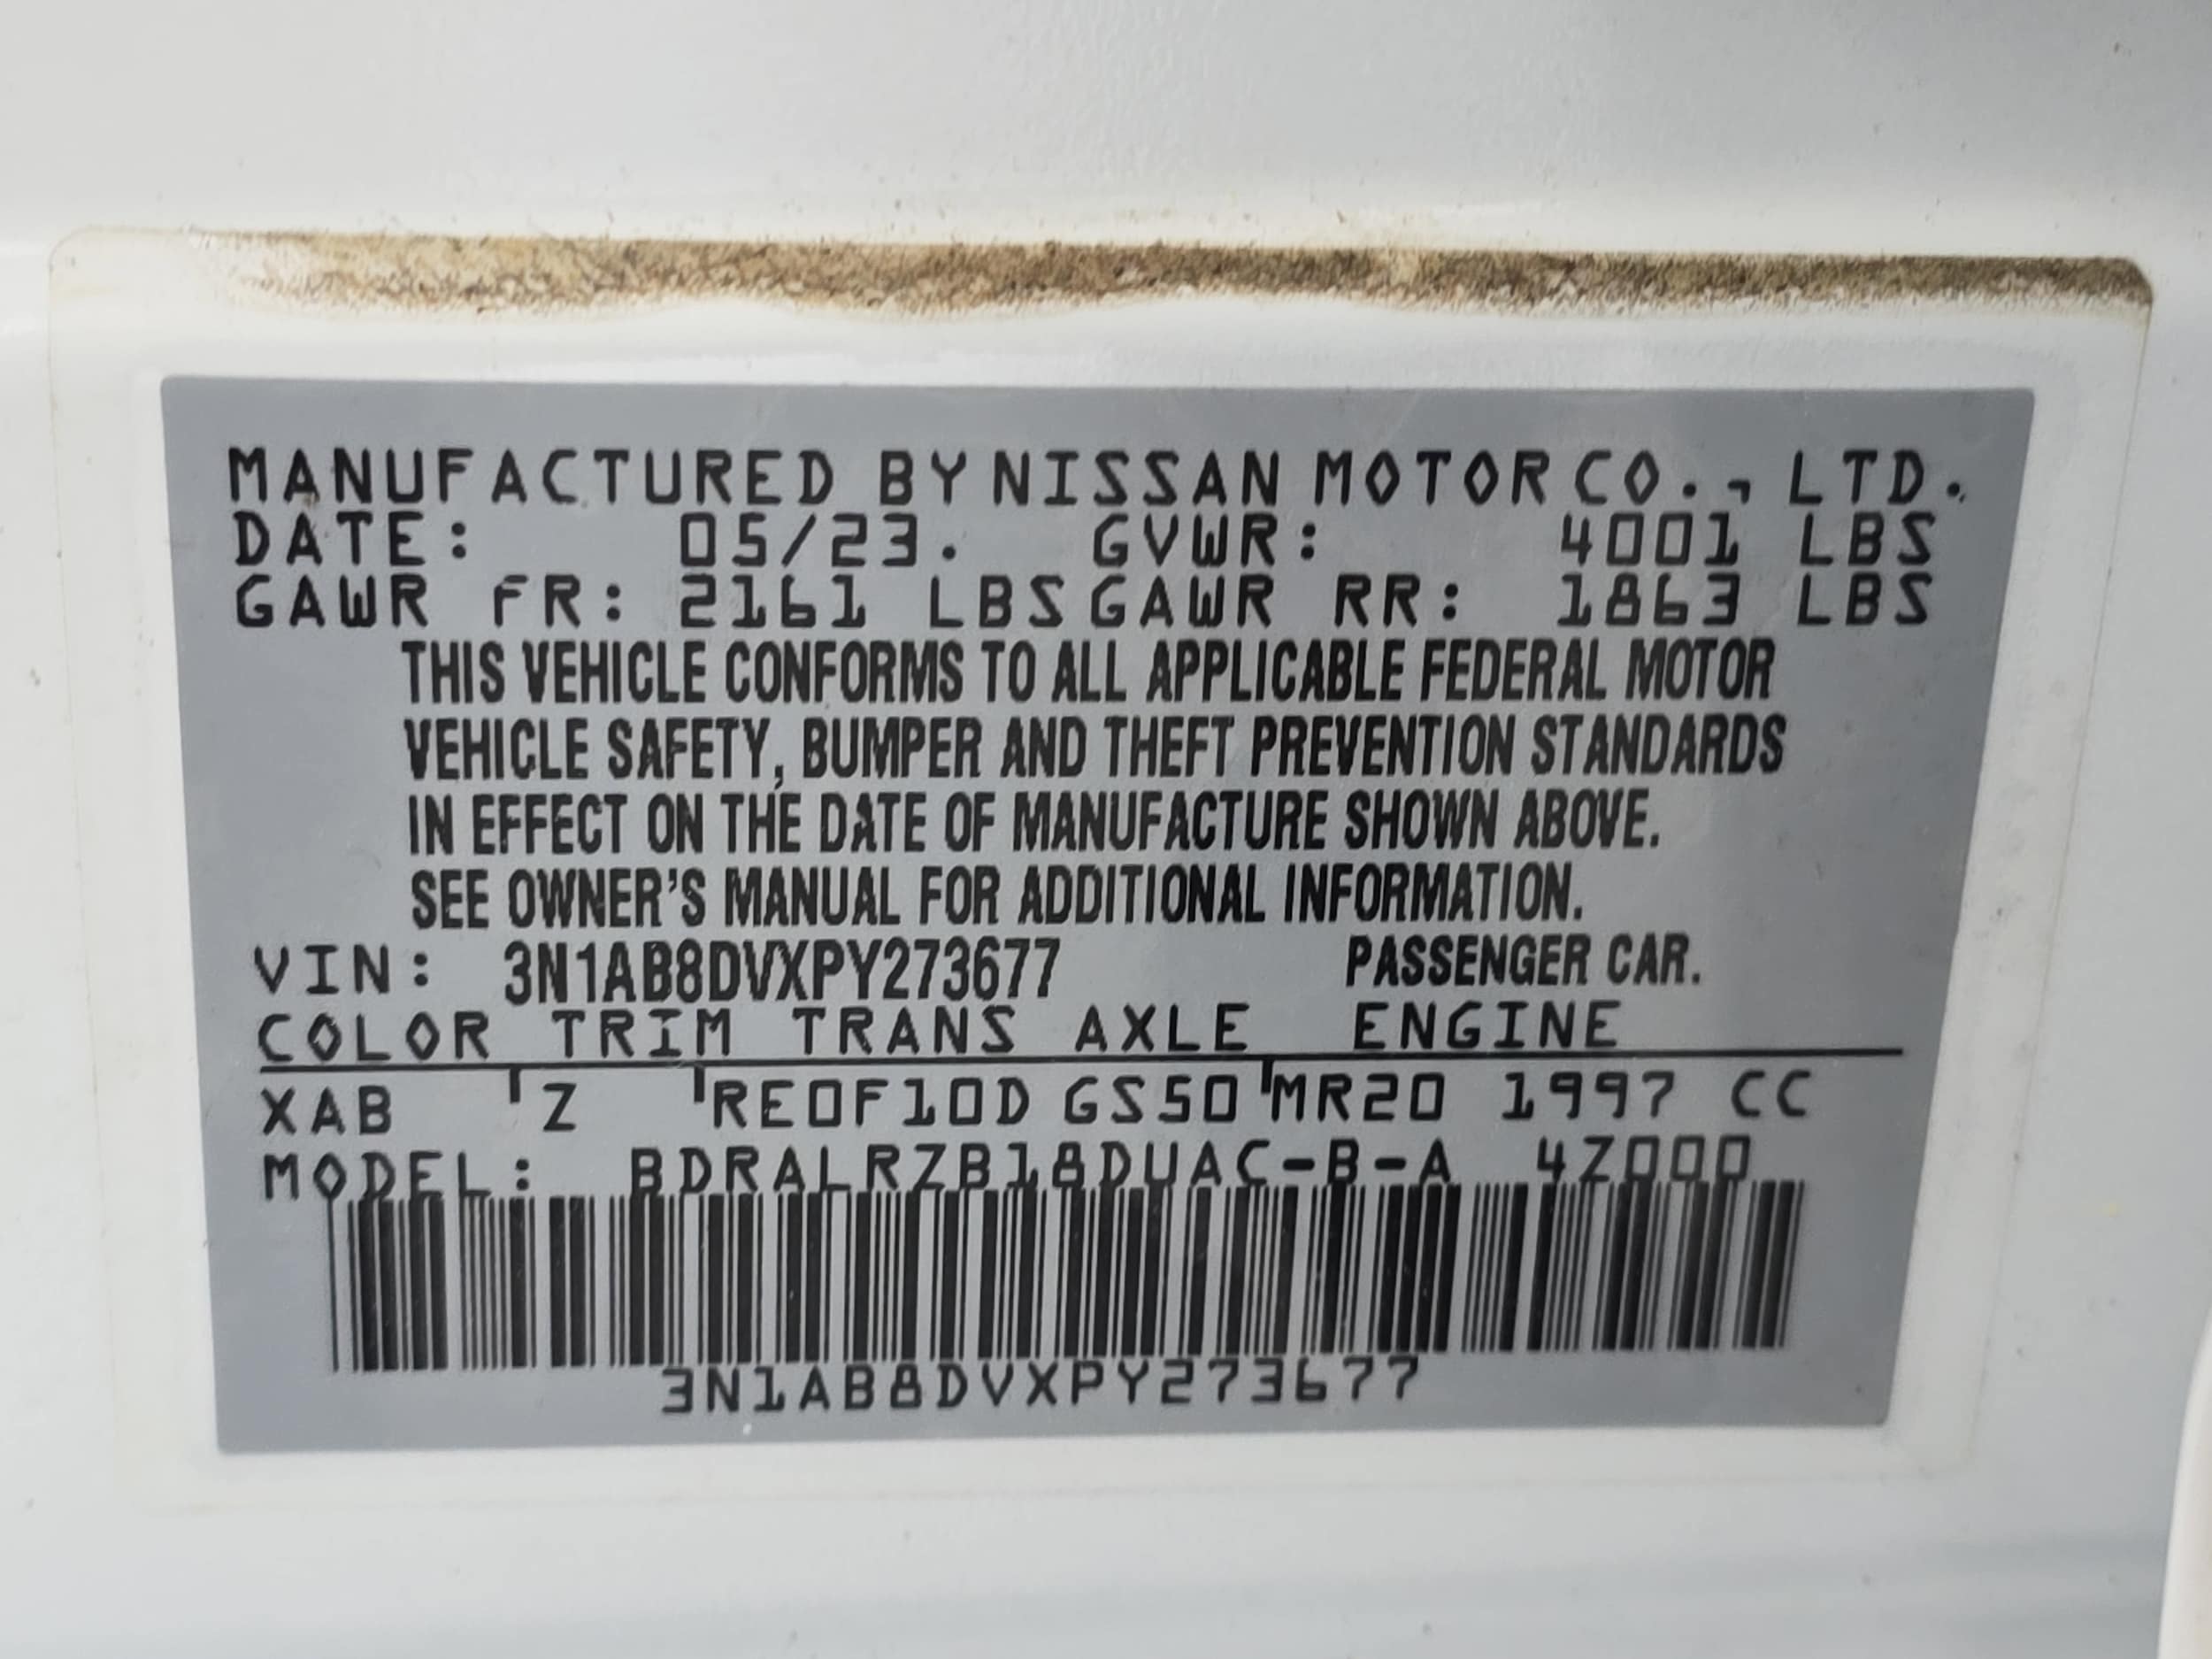 MANUFACTURED BY NISSAN MOTOR CO., LTD.
DATE: 05/23. GVWR: 4001 LBS
GAWR FR: 2161 LBS GAWR RR: 1863 LBS
THIS VEHICLE CONFORMS TO ALL APPLICABLE FEDERAL MOTOR
VEHICLE SAFETY, BUMPER AND THEFT PREVENTION STANDARDS
IN EFFECT ON THE DATE OF MANUFACTURE SHOWN ABOVE.
SEE OWNER'S MANUAL FOR ADDITIONAL INFORMATION.
VIN: 3N1AB8DVXPY273677 PASSENGER CAR.
COLOR TRIM TRANS AXLE ENGINE
XAB Z RE0F10D GS50 MR20 1997 CC
MODEL: BDRALRZB18DUAC-B-A 4Z000
3N1AB8DVXPY273677